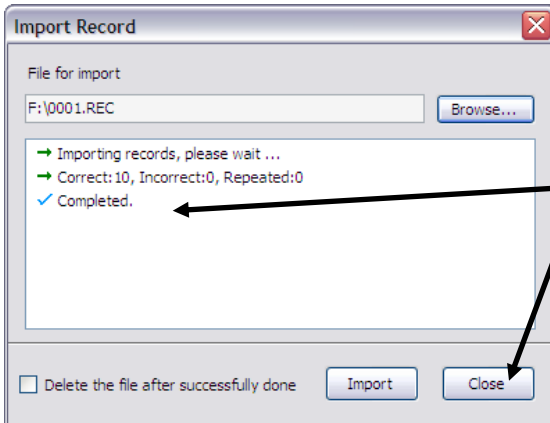 Import Record
File for import
F:\0001.REC
Browse...
Importing records, please wait ...
Correct:10, Incorrect:0, Repeated:0
Completed.
Delete the file after successfully done
Import
Close